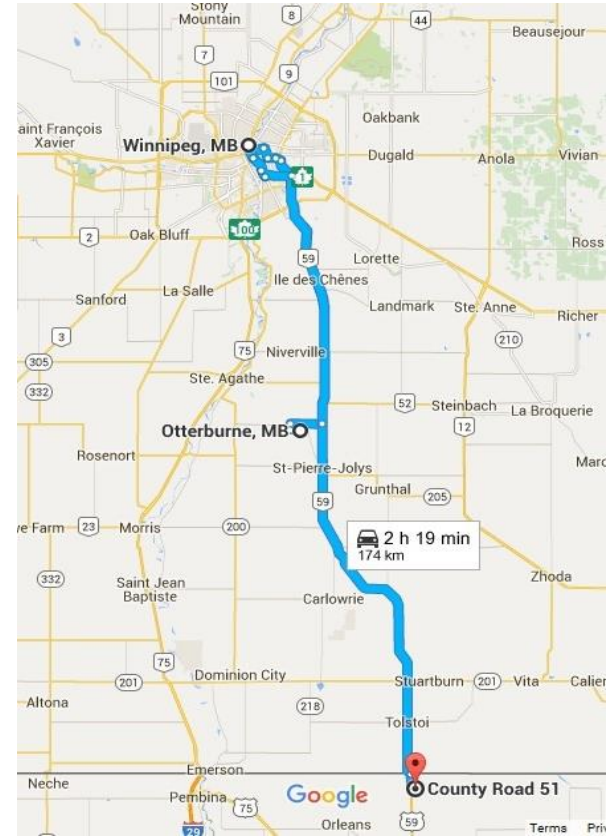 Stony
Mountain
8
44
Beausejour
7
9
101
aint François
Xavier
Oakbank
Winnipeg, MB
Dugald
Anola
Vivian
1
100
2
Oak Bluff
59
Lorette
Ross
Ile des Chênes
La Salle
Sanford
Landmark
Ste. Anne
Richer
3
75
210
305
Niverville
332
Ste. Agathe
52
Steinbach
La Broquerie
12
Otterburne, MB
Rosenort
St-Pierre-Jolys
Marc
59
Grunthal
205
we Farm
23
Morris
200
2 h 19 min
174 km
332
Saint Jean
Baptiste
Zhoda
Carlowrie
75
Dominion City
201
Stuartburn
201
Vita
Calien
Altona
218
Tolstoi
Emerson
Neche
Google
County Road 51
Pembina
75
59
29
Orleans
Terms
Priv